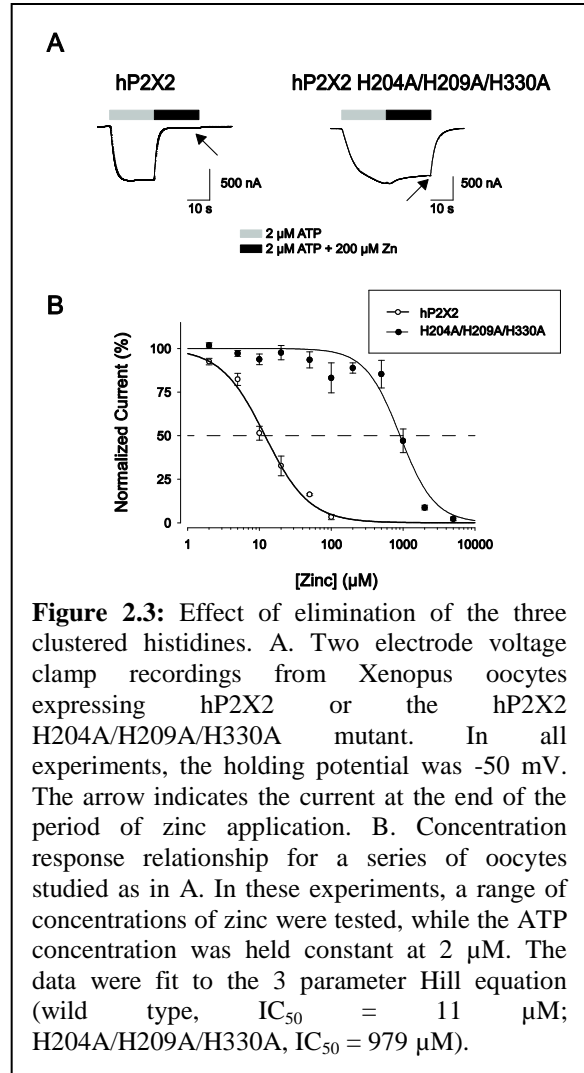 A
hP2X2
hP2X2 H204A/H209A/H330A
500 nA
10 s
500 nA
10 s
2 µM ATP
2 µM ATP + 200 µM Zn
B
hP2X2
H204A/H209A/H330A
Normalized Current (%)
100
75
50
25
0
1
10
100
1000
10000
[Zinc] (µM)
Figure 2.3: Effect of elimination of the three
clustered histidines. A. Two electrode voltage
clamp recordings from Xenopus oocytes
expressing hP2X2 or the hP2X2
H204A/H209A/H330A mutant. In all
experiments, the holding potential was -50 mV.
The arrow indicates the current at the end of the
period of zinc application. B. Concentration
response relationship for a series of oocytes
studied as in A. In these experiments, a range of
concentrations of zinc were tested, while the ATP
concentration was held constant at 2 µM. The
data were fit to the 3 parameter Hill equation
(wild type, IC50 = 11 µM;
H204A/H209A/H330A, IC50 = 979 µM).